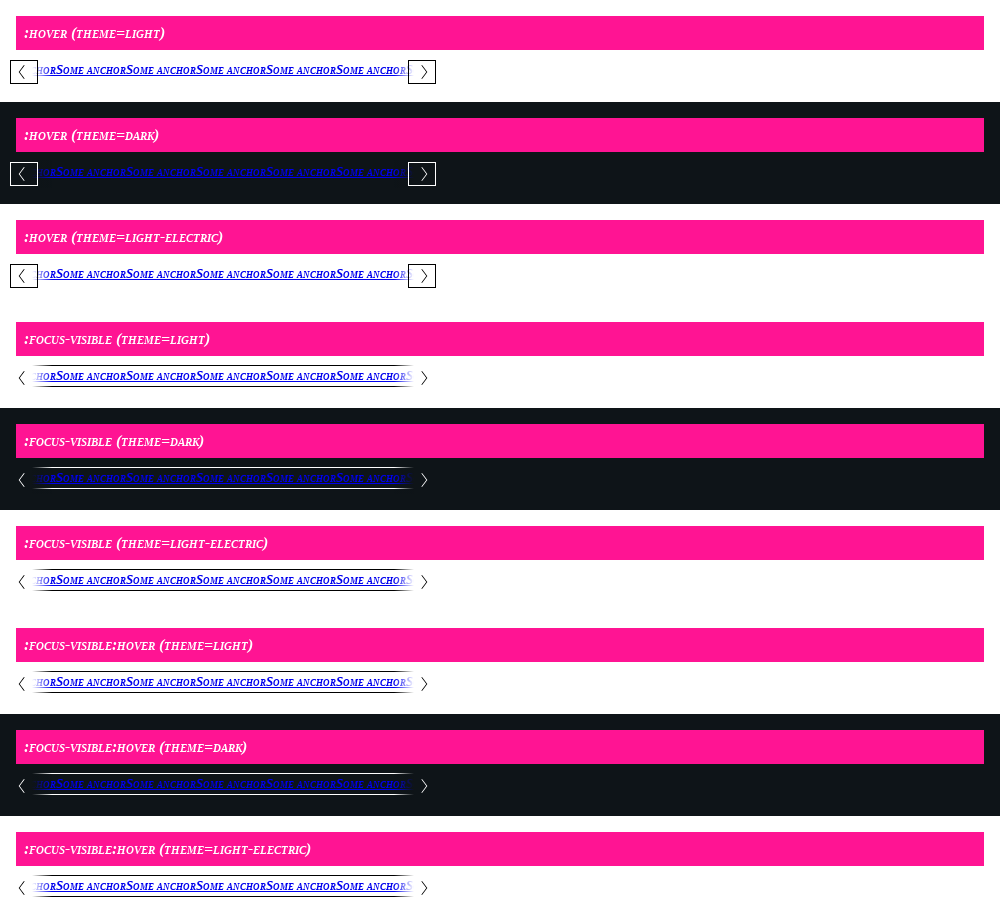 :hover (theme=light)
horSome anchorSome anchorSome anchorSome anchorSome anchorS
:hover (theme=dark)
horSome anchorSome anchorSome anchorSome anchorSome anchor
:hover (theme=light-electric)
horSome anchorSome anchorSome anchorSome anchorSome anchorS
:focus-visible (theme=light)
horSome anchorSome anchorSome anchorSome anchorSome anchorS
:focus-visible (theme=dark)
horSome anchorSome anchorSome anchorSome anchorSome anchor
:focus-visible (theme=light-electric)
horSome anchorSome anchorSome anchorSome anchorSome anchorS
:focus-visible:hover (theme=light)
horSome anchorSome anchorSome anchorSome anchorSome anchorS
:focus-visible:hover (theme=dark)
horSome anchorSome anchorSome anchorSome anchorSome anchor
:focus-visible:hover (theme=light-electric)
horSome anchorSome anchorSome anchorSome anchorSome anchorS